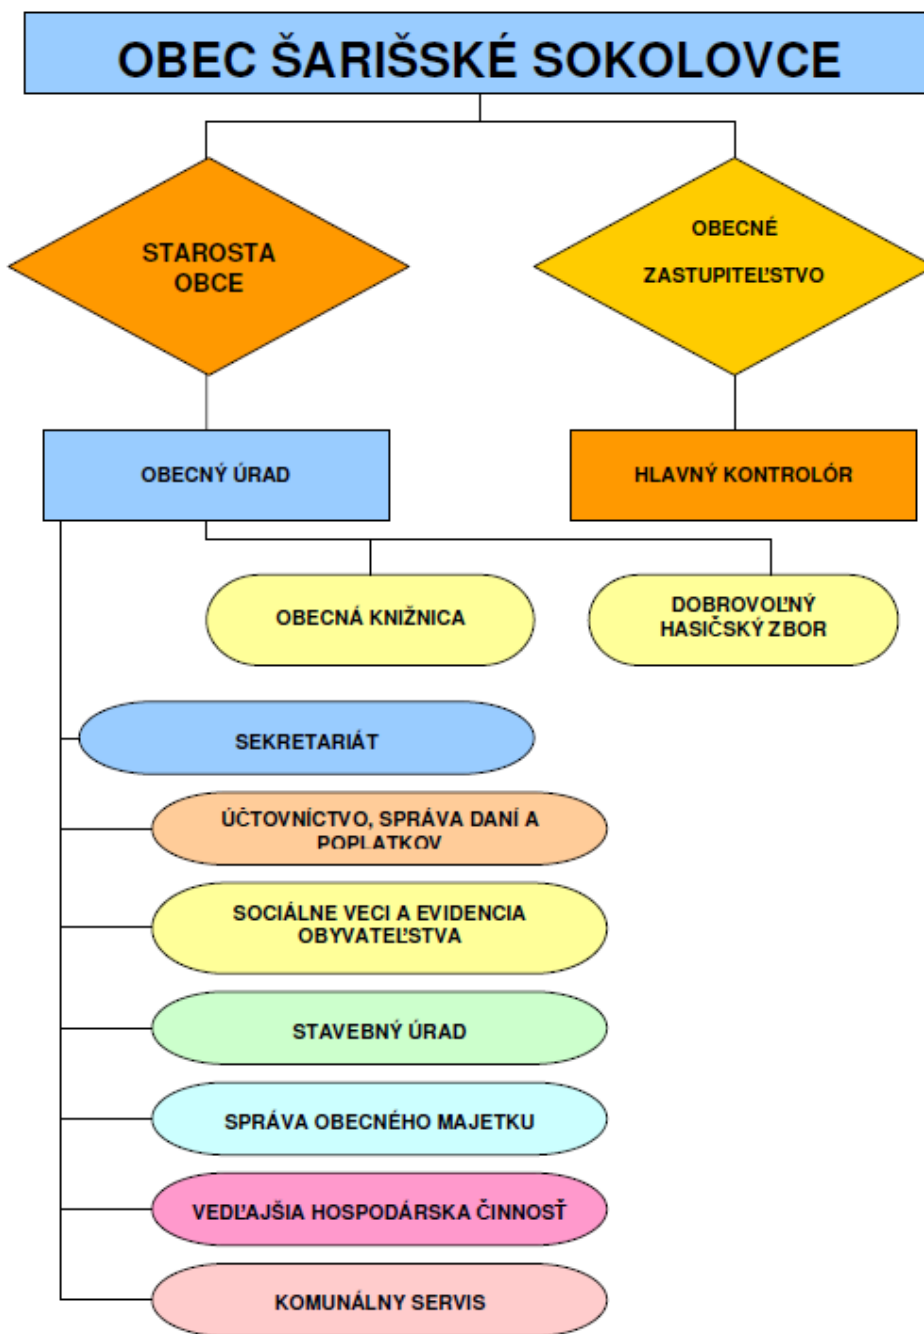 OBEC ŠARIŠSKÉ SOKOLOVCE
STAROSTA
OBCE
OBECNÉ
ZASTUPITEĽSTVO
OBECNÝ ÚRAD
HLAVNÝ KONTROLÓR
OBECNÁ KNIŽNICA
DOBROVOĽNÝ
HASIČSKÝ ZBOR
SEKRETARIÁT
ÚČTOVNÍCTVO, SPRÁVA DANÍ A
POPLATKOV
SOCIÁLNE VECI A EVIDENCIA
OBYVATEĽSTVA
STAVEBNÝ ÚRAD
SPRÁVA OBECNÉHO MAJETKU
VEDĽAJŠIA HOSPODÁRSKA ČINNOSŤ
KOMUNÁLNY SERVIS